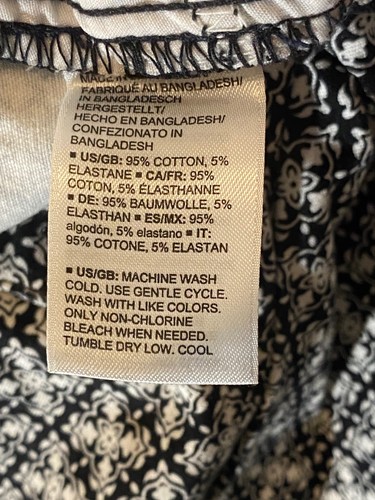 MADE IN BANGLADESH/
FABRIQUÉ AU BANGLADESH/
IN BANGLADESCH
HERGESTELLT/
HECHO EN BANGLADESH/
CONFEZIONATO IN
BANGLADESH
▪ US/GB: 95% COTTON, 5%
ELASTANE ▪ CA/FR: 95%
COTON, 5% ÉLASTHANNE
▪ DE: 95% BAUMWOLLE, 5%
ELASTHAN ▪ ES/MX: 95%
algodón, 5% elastano ▪ IT:
95% COTONE, 5% ELASTAN
▪ US/GB: MACHINE WASH
COLD. USE GENTLE CYCLE.
WASH WITH LIKE COLORS.
ONLY NON-CHLORINE
BLEACH WHEN NEEDED.
TUMBLE DRY LOW. COOL